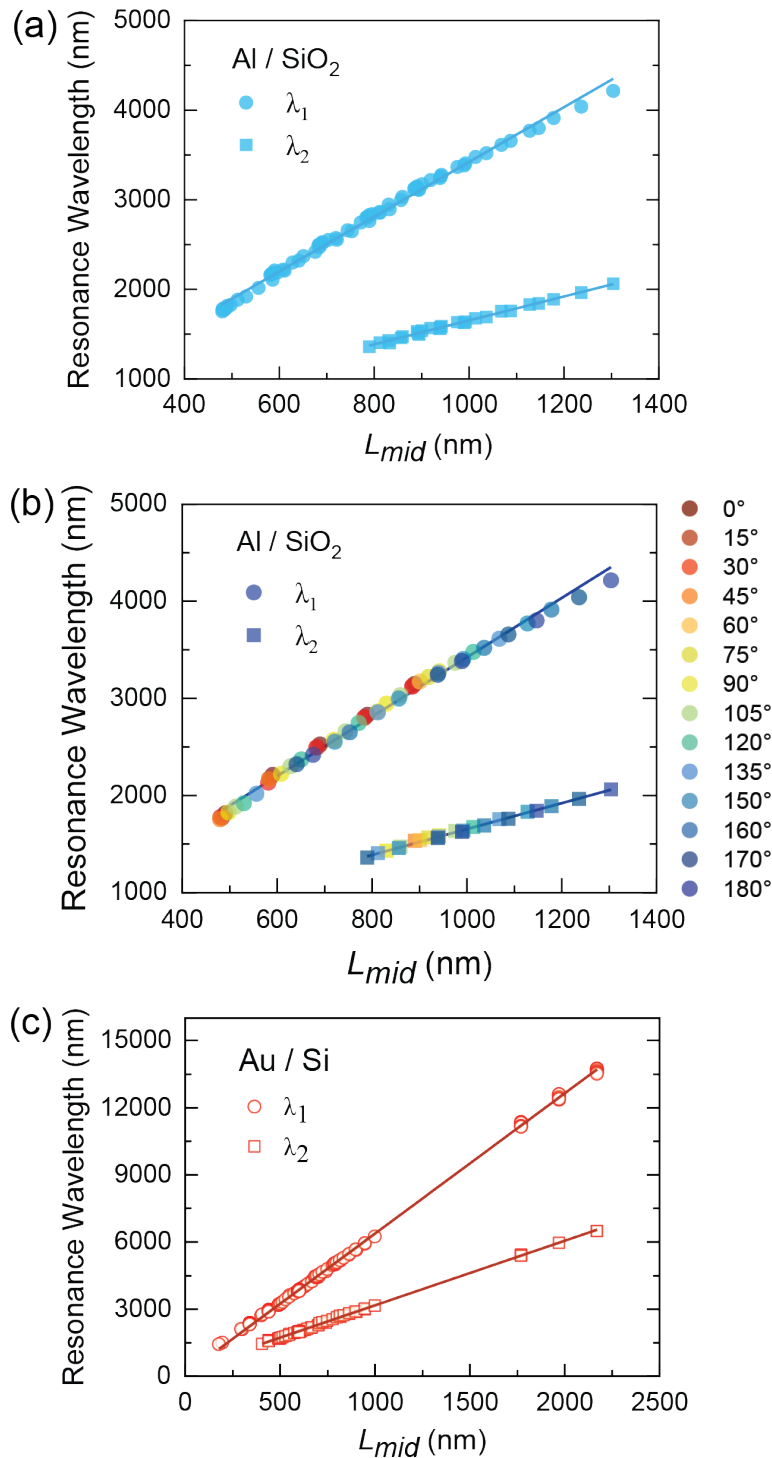 (a)
Resonance Wavelength (nm)
5000
4000
3000
2000
1000
Al / SiO₂
λ₁
λ₂
400 600 800 1000 1200 1400
L_mid (nm)
(b)
Resonance Wavelength (nm)
5000
4000
3000
2000
1000
Al / SiO₂
λ₁
λ₂
400 600 800 1000 1200 1400
L_mid (nm)
0°
15°
30°
45°
60°
75°
90°
105°
120°
135°
150°
160°
170°
180°
(c)
Resonance Wavelength (nm)
15000
12000
9000
6000
3000
0
Au / Si
λ₁
λ₂
0 500 1000 1500 2000 2500
L_mid (nm)